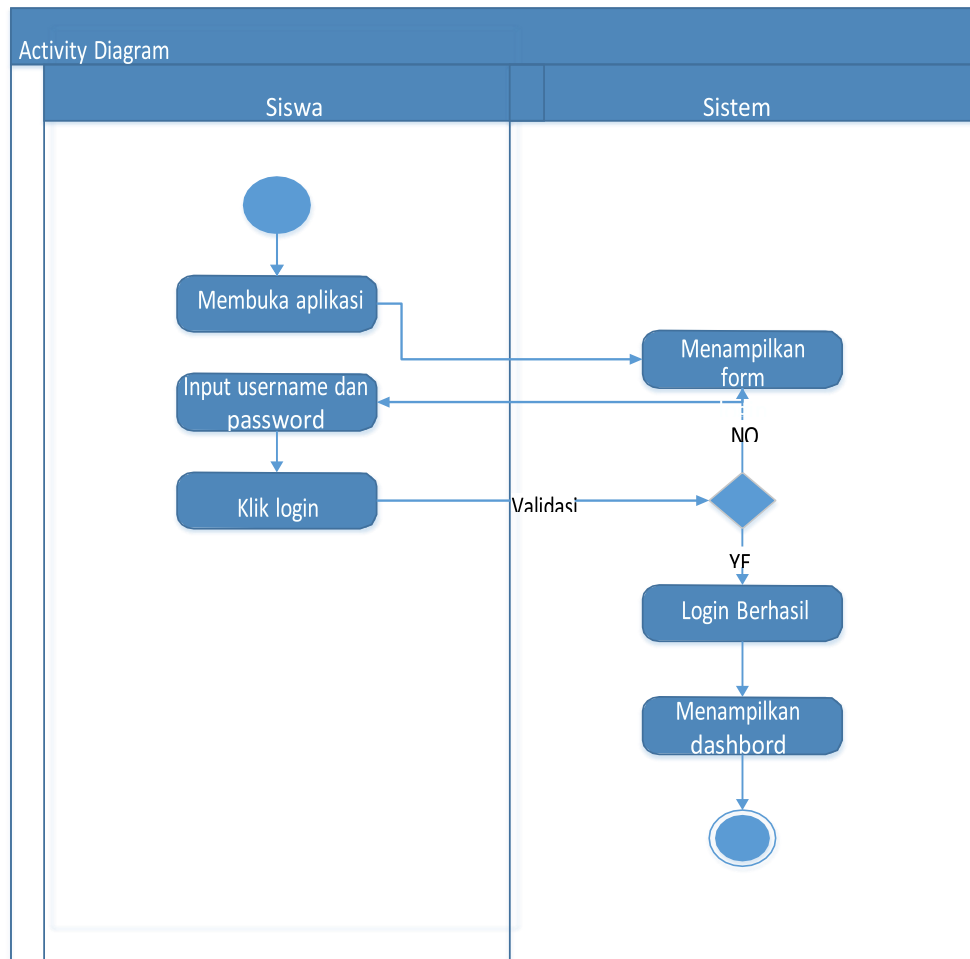 Activity Diagram
Siswa
Sistem
Membuka aplikasi
Menampilkan
form
Input username dan
password
NO
Klik login
Validasi
YE
Login Berhasil
Menampilkan
dashbord